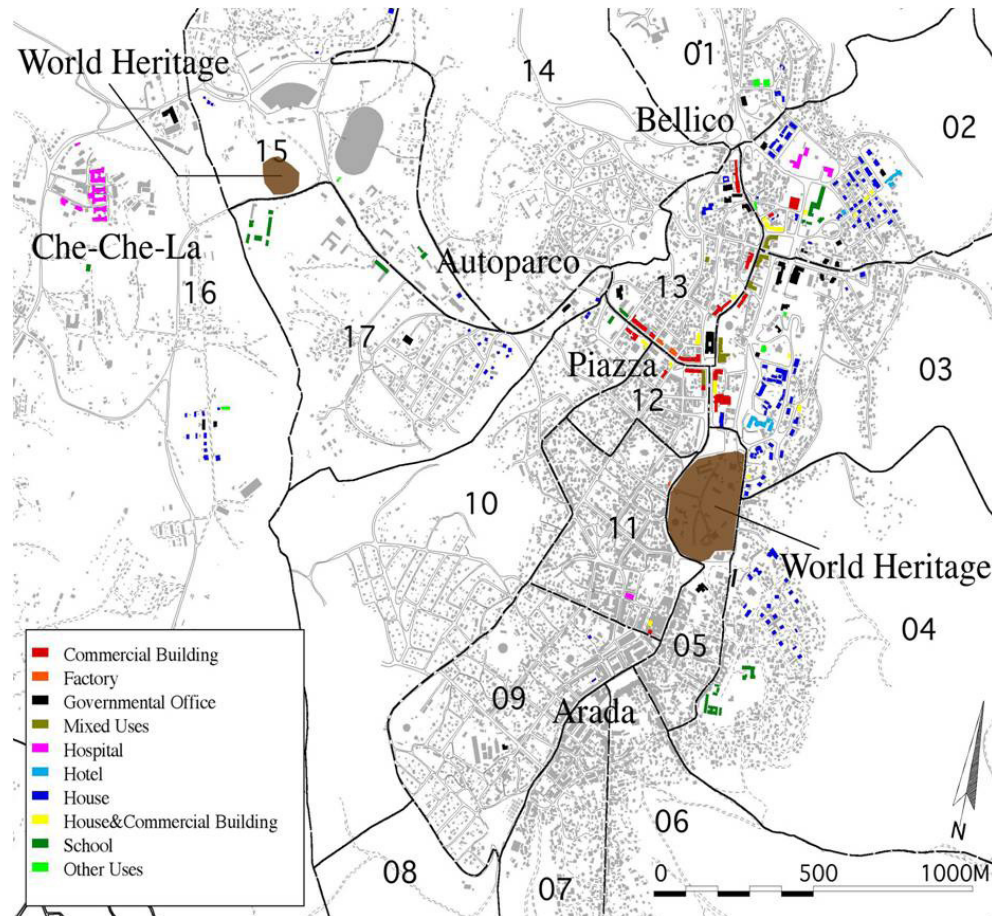 01
14
World Heritage
Bellico
02
15
Che-Che-La
Autoparco
16
13
17
Piazza
03
12
10
11
World Heritage
04
05
09
Arada
06
08
07
Commercial Building
Factory
Governmental Office
Mixed Uses
Hospital
Hotel
House
House&Commercial Building
School
Other Uses
N
0 500 1000M